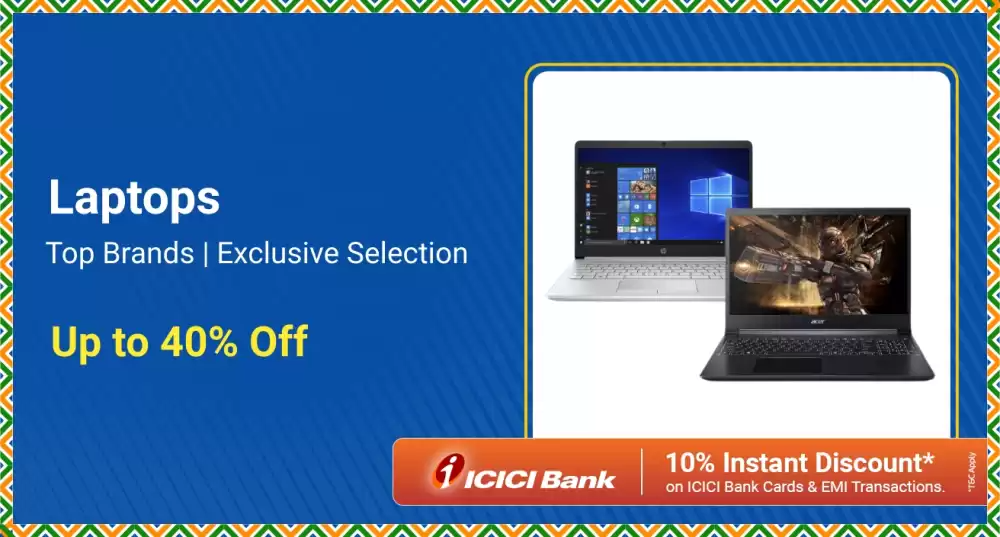 Laptops
Top Brands | Exclusive Selection
Up to 40% Off
acer
ICICI Bank
10% Instant Discount*
on ICICI Bank Cards & EMI Transactions.
*T&C Apply